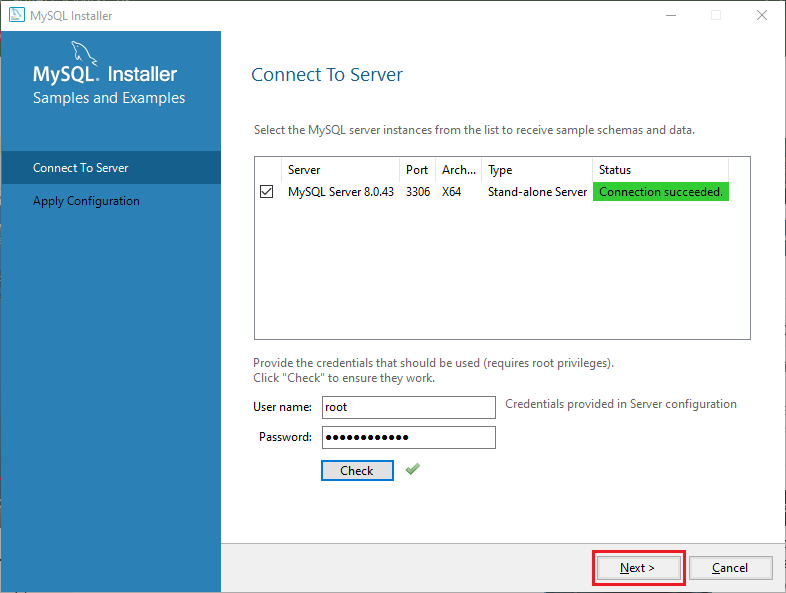 MySQL Installer
MySQL. Installer
Samples and Examples
Connect To Server
Apply Configuration
Connect To Server
Select the MySQL server instances from the list to receive sample schemas and data.
Server Port Arch... Type Status
MySQL Server 8.0.43 3306 X64 Stand-alone Server Connection succeeded.
Provide the credentials that should be used (requires root privileges).
Click "Check" to ensure they work.
User name: root Credentials provided in Server configuration
Password: ●●●●●●●●●●●●
Check
Next > Cancel